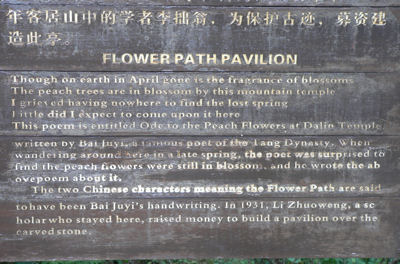 年客居山中的学者李拙翁，为保护古迹，募资建
造此亭。
FLOWER PATH PAVILION
Though on earth in April gone is the fragrance of blossoms
The peach trees are in blossom by this mountain temple
I grieved having nowhere to find the lost spring
Little did I expect to come upon it here
This poem is entitled Ode to the Peach Flowers at Dalin Temple
written by Bai Juyi, a famous poet of the Tang Dynasty. When
wandering around here in a late spring, the poet was surprised to
find the peach flowers were still in blossom, and he wrote the ab
ovepoem about it.
The two Chinese characters meaning the Flower Path are said
to have been Bai Juyi's handwriting. In 1931, Li Zhuoweng, a sc
holar who stayed here, raised money to build a pavilion over the
carved stone.